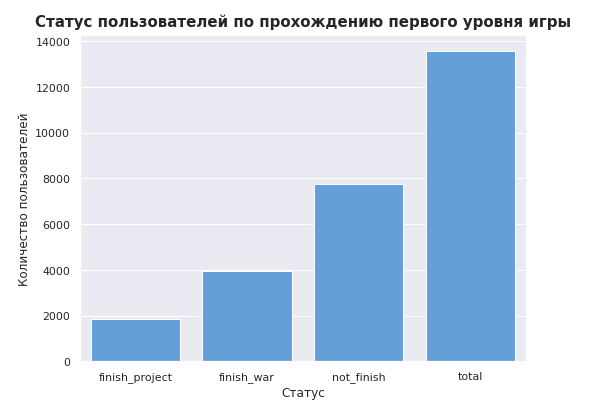 Статус пользователей по прохождению первого уровня игры
14000
12000
10000
8000
6000
4000
2000
0
Количество пользователей
finish_project finish_war not_finish total
Статус